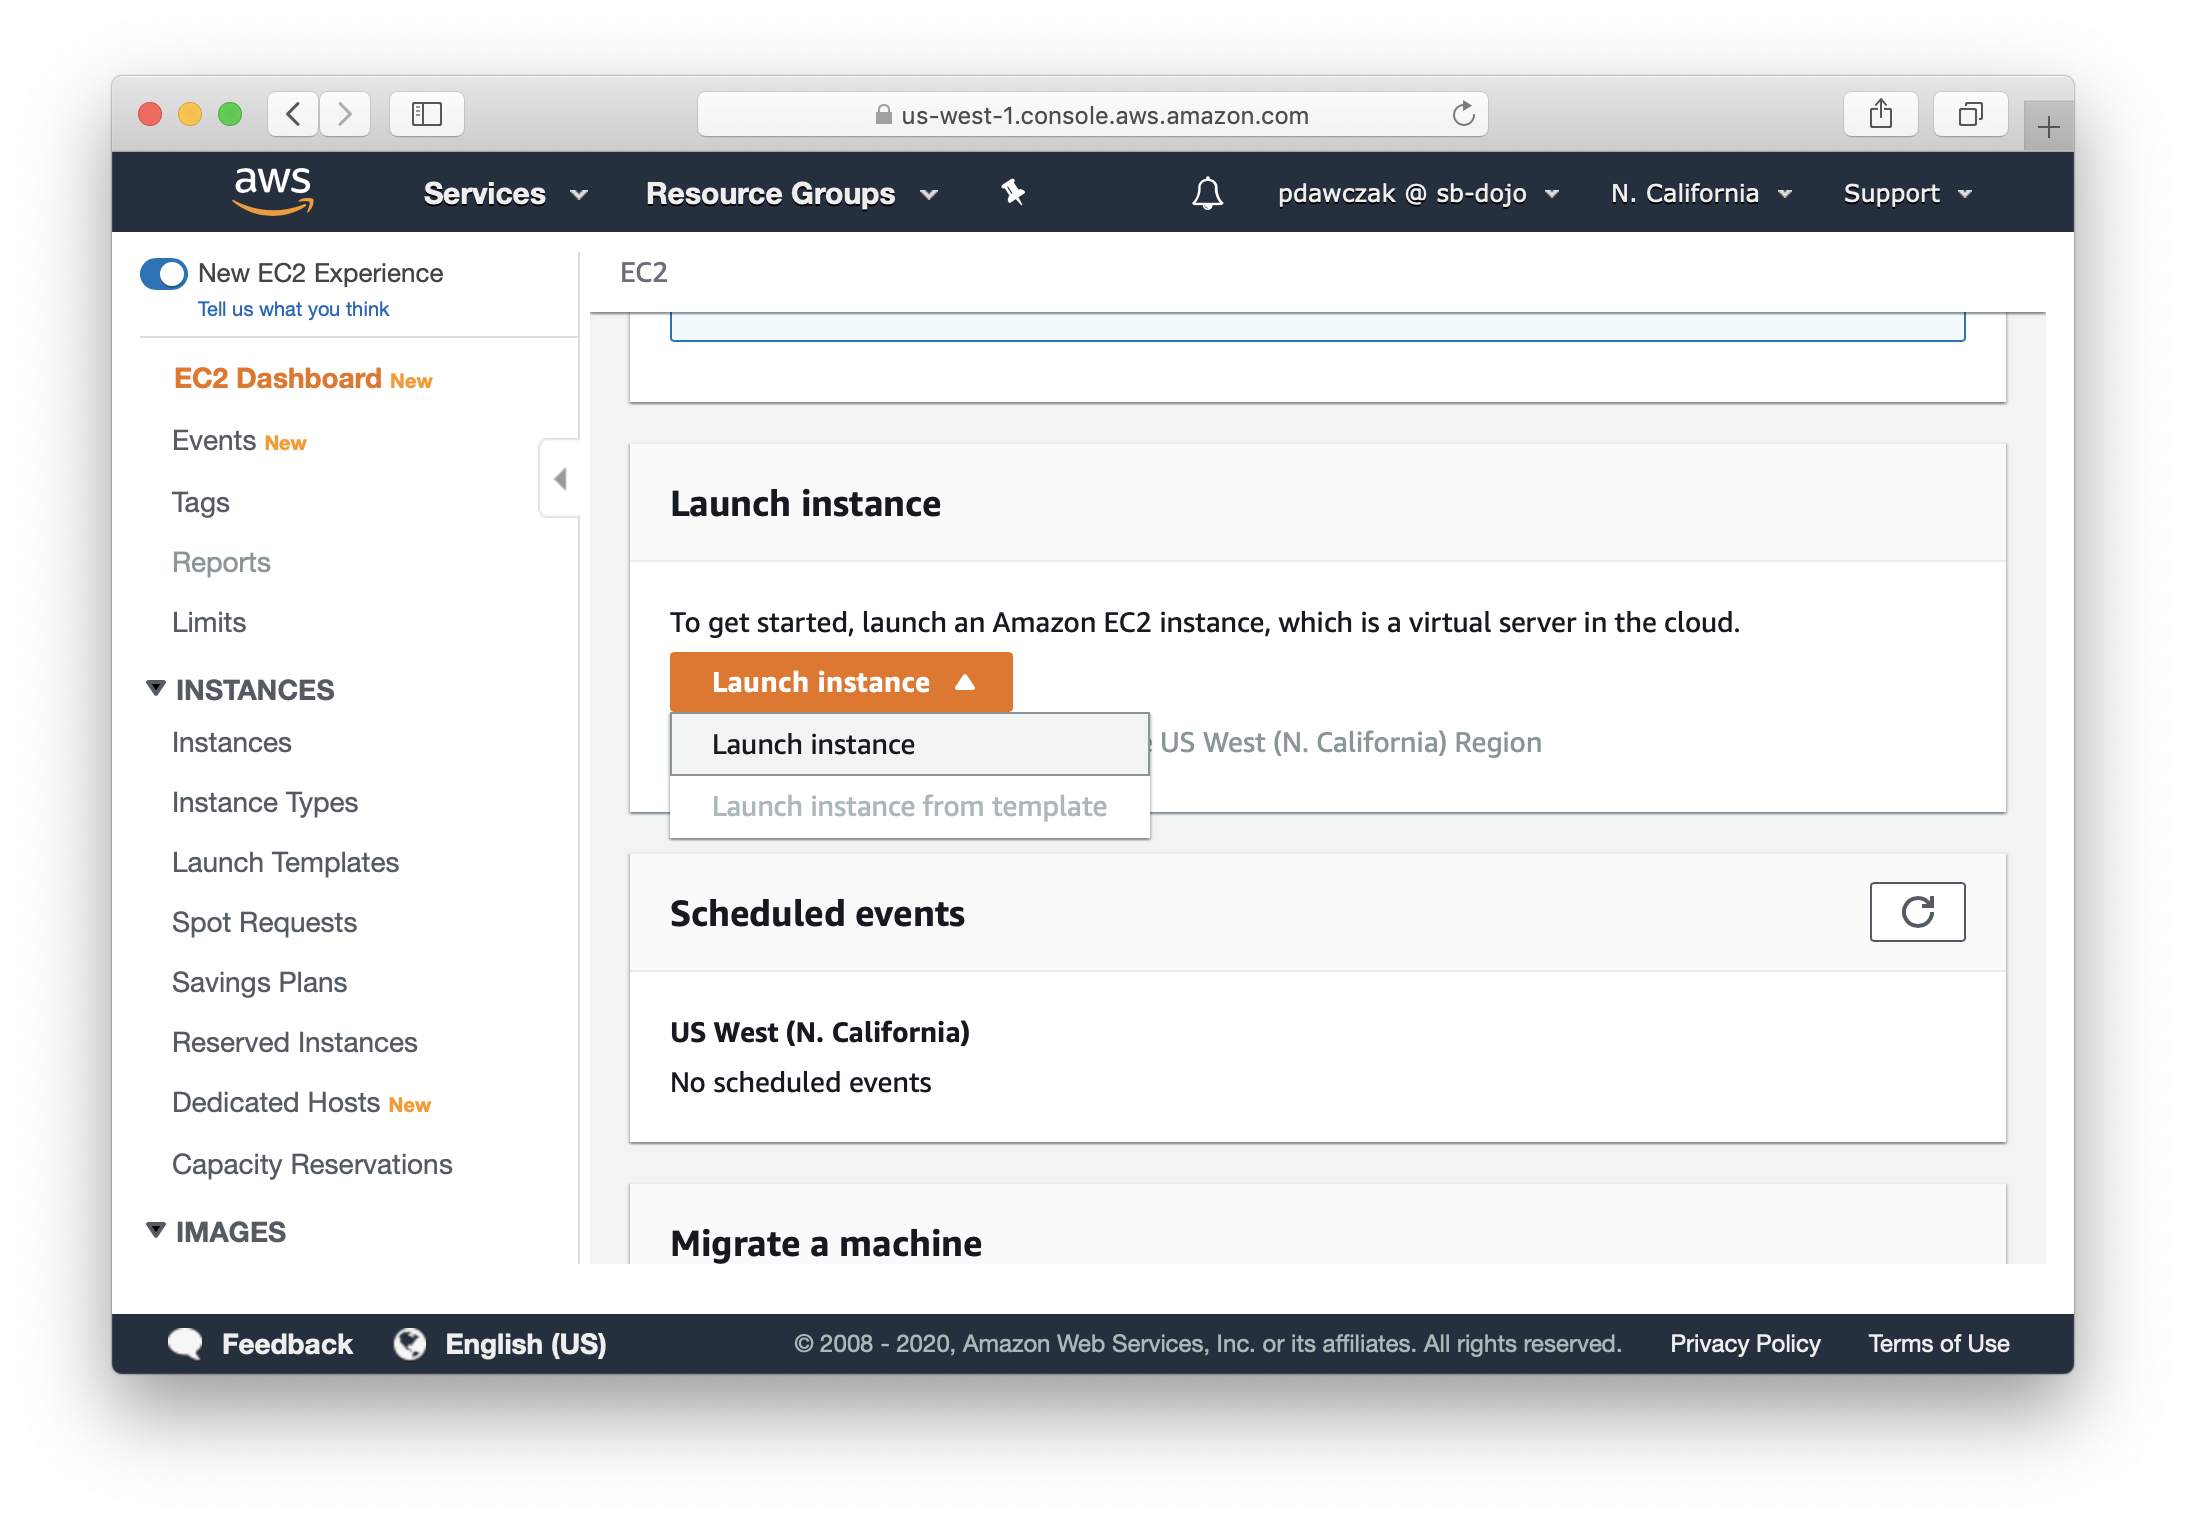 us-west-1.console.aws.amazon.com
aws
Services
Resource Groups
pdawczak @ sb-dojo
N. California
Support
New EC2 Experience
Tell us what you think
EC2 Dashboard New
Events New
Tags
Reports
Limits
INSTANCES
Instances
Instance Types
Launch Templates
Spot Requests
Savings Plans
Reserved Instances
Dedicated Hosts New
Capacity Reservations
IMAGES
EC2
Launch instance
To get started, launch an Amazon EC2 instance, which is a virtual server in the cloud.
Launch instance
Launch instance
US West (N. California) Region
Launch instance from template
Scheduled events
US West (N. California)
No scheduled events
Migrate a machine
Feedback
English (US)
© 2008 - 2020, Amazon Web Services, Inc. or its affiliates. All rights reserved.
Privacy Policy
Terms of Use